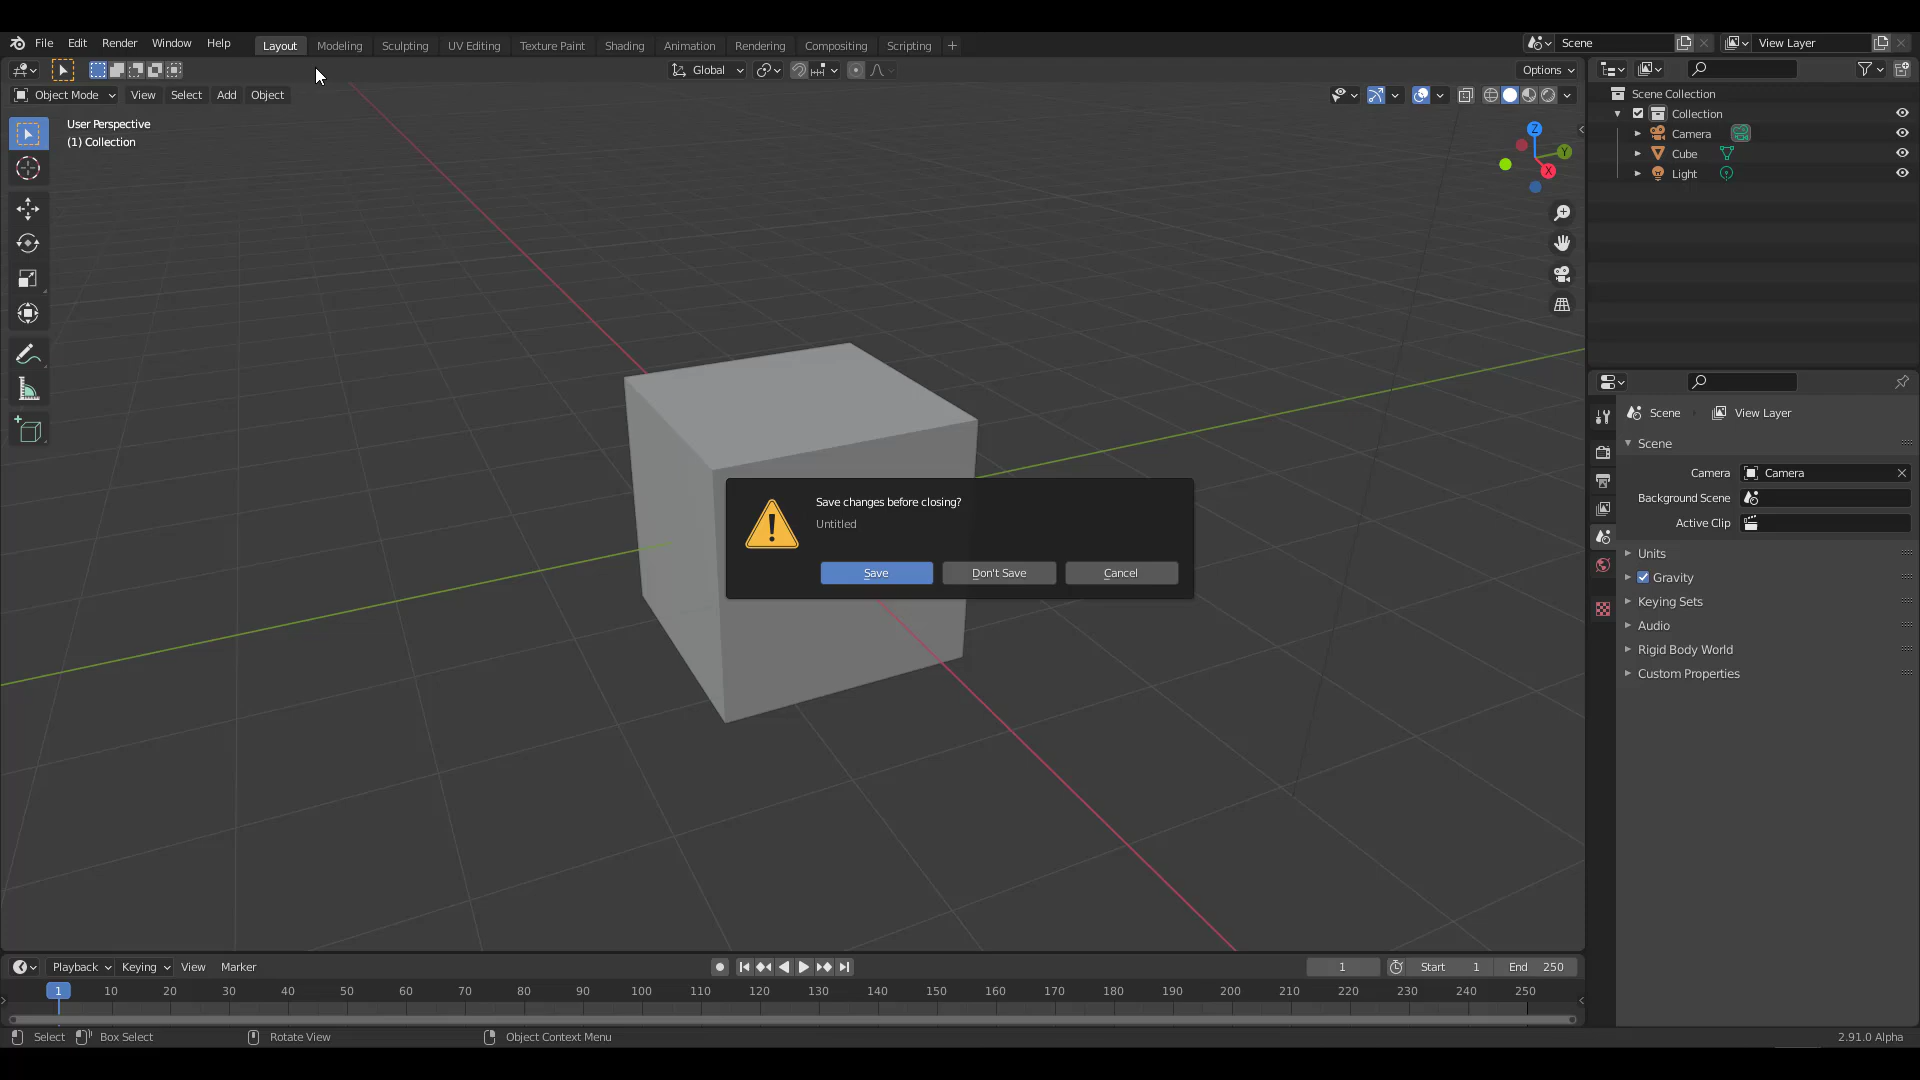 File Edit Render Window Help Layout Modeling Sculpting UV Editing Texture Paint Shading Animation Rendering Compositing Scripting + Scene View Layer
Global Options
Object Mode View Select Add Object
User Perspective
(1) Collection
Z
Y
X
Scene Collection
Collection
Camera
Cube
Light
Scene View Layer
Scene
Camera Camera
Background Scene
Active Clip
Units
Gravity
Keying Sets
Audio
Rigid Body World
Custom Properties
Save changes before closing?
Untitled
Save Don't Save Cancel
Playback Keying View Marker 1 Start 1 End 250
1 10 20 30 40 50 60 70 80 90 100 110 120 130 140 150 160 170 180 190 200 210 220 230 240 250
Select Box Select Rotate View Object Context Menu 2.91.0 Alpha